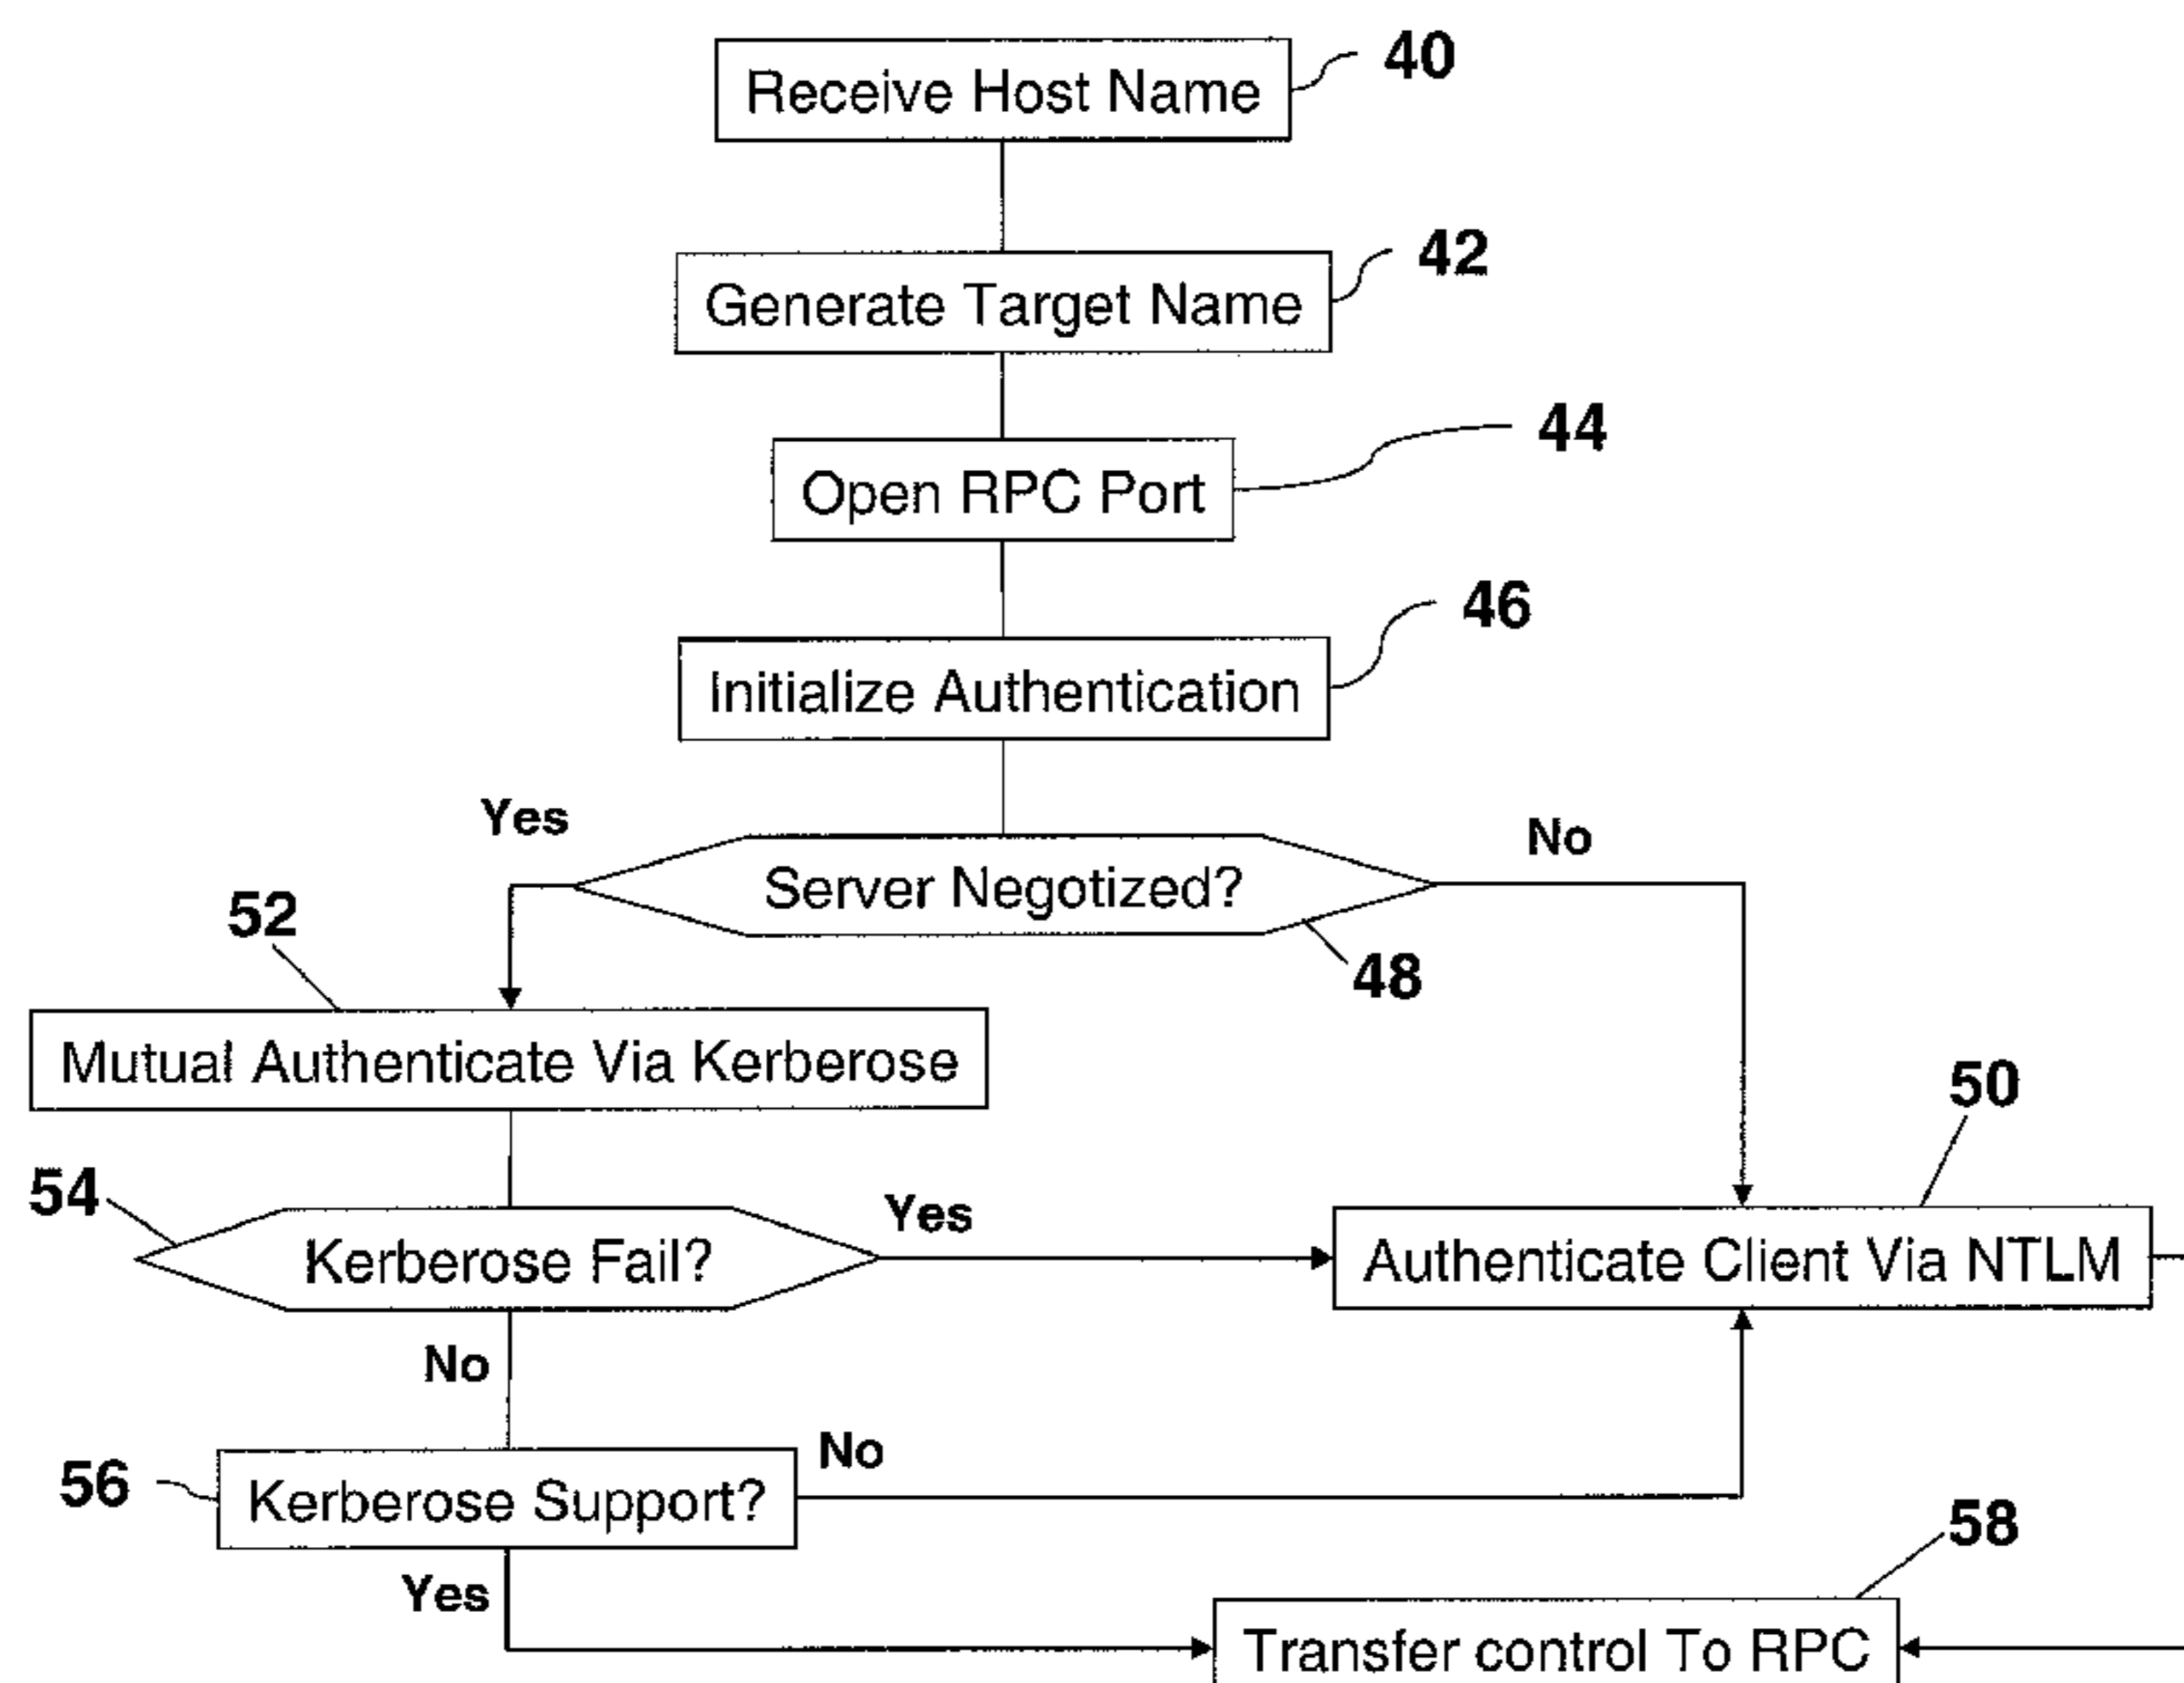 Receive Host Name
40
Generate Target Name
42
Open RPC Port
44
Initialize Authentication
46
Yes
No
Server Negotized?
48
52
Mutual Authenticate Via Kerberose
50
54
Kerberose Fail?
Yes
Authenticate Client Via NTLM
No
56
Kerberose Support?
No
58
Yes
Transfer control To RPC